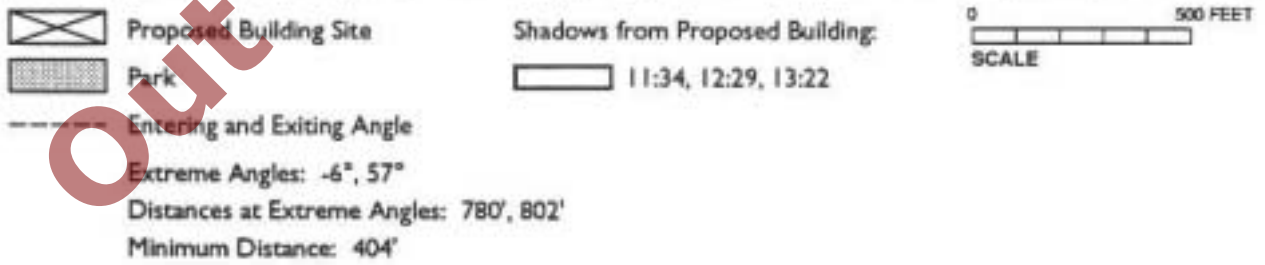 Proposed Building Site
Park
Entering and Exiting Angle
Extreme Angles: -6°, 57°
Distances at Extreme Angles: 780', 802'
Minimum Distance: 404'
Shadows from Proposed Building:
11:34, 12:29, 13:22
0 500 FEET
SCALE
Out